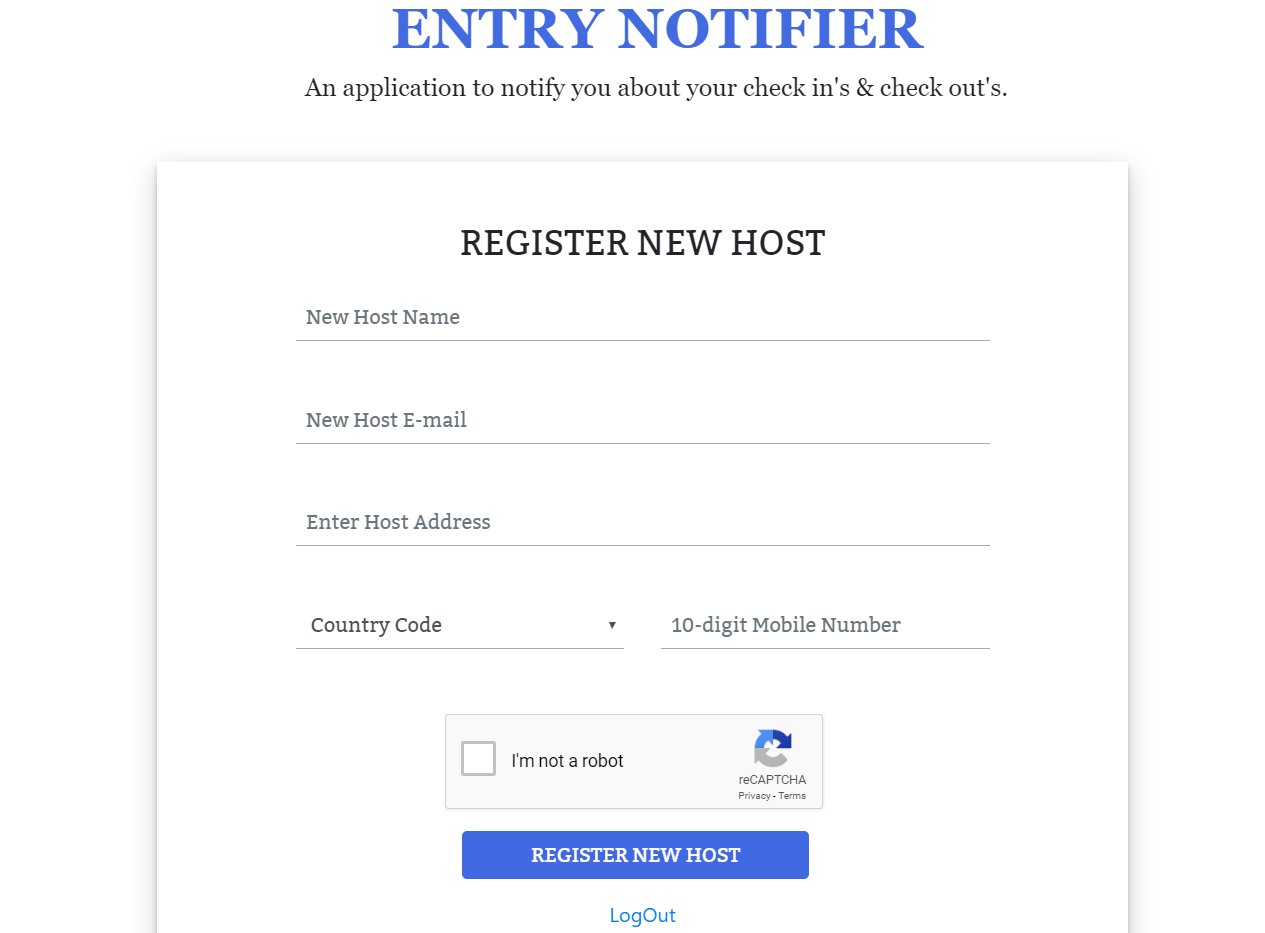 ENTRY NOTIFIER
An application to notify you about your check in's & check out's.
REGISTER NEW HOST
New Host Name
New Host E-mail
Enter Host Address
Country Code
10-digit Mobile Number
I'm not a robot
reCAPTCHA
Privacy - Terms
REGISTER NEW HOST
LogOut